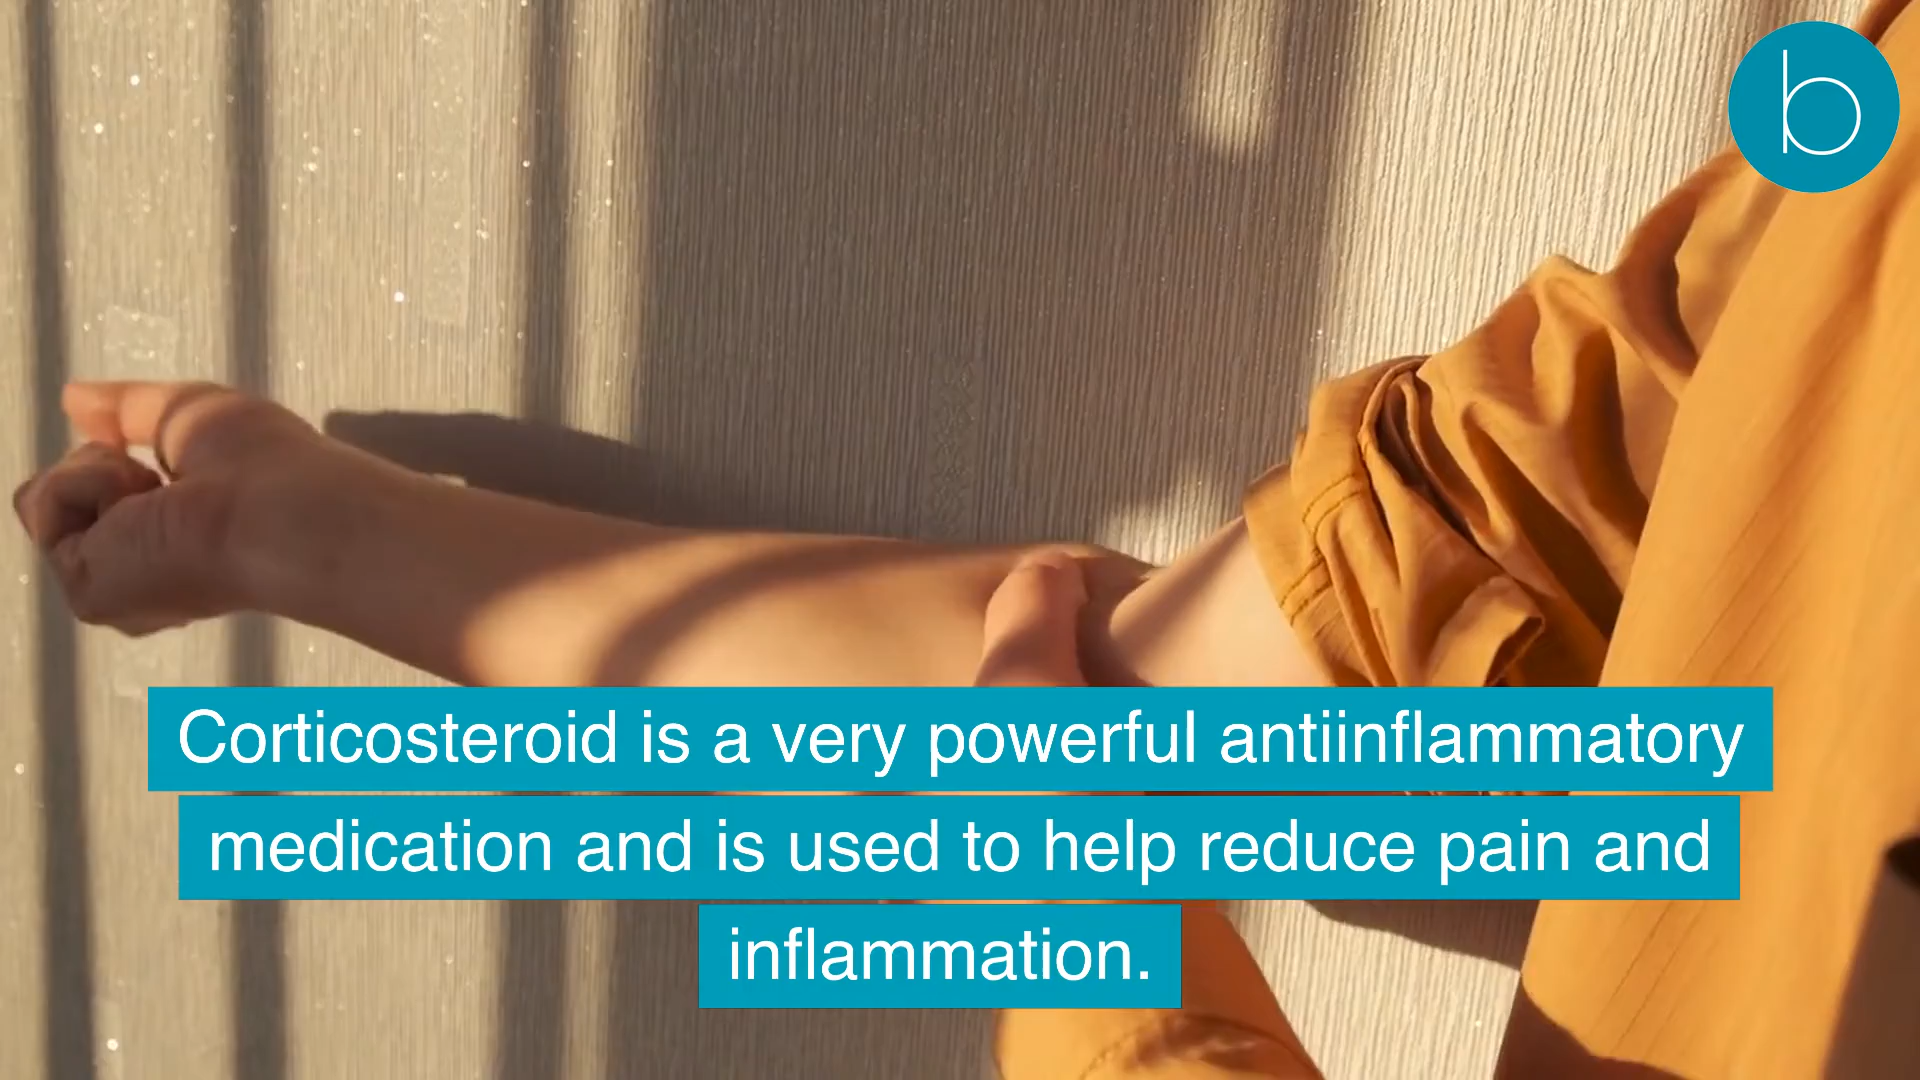 b
Corticosteroid is a very powerful antiinflammatory
medication and is used to help reduce pain and
inflammation.